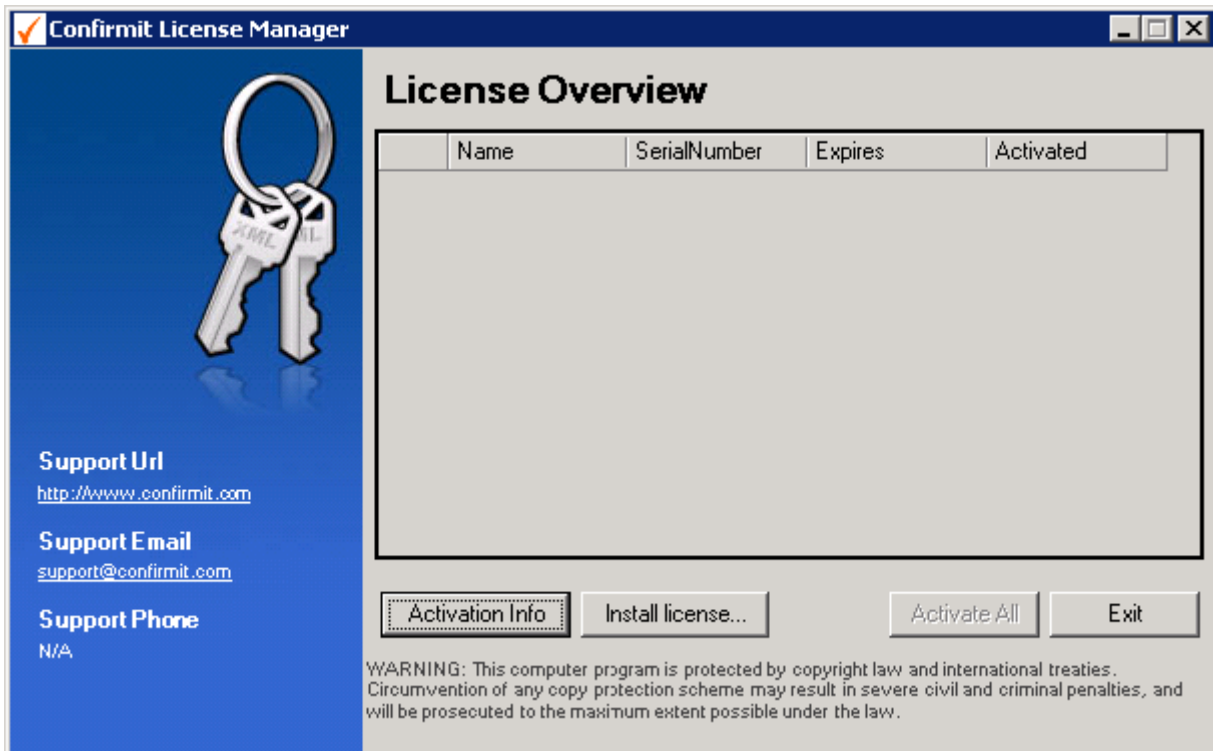 Confirmit License Manager
License Overview
Name SerialNumber Expires Activated
XML
Support Url
http://www.confirmit.com
Support Email
support@confirmit.com
Support Phone
N/A
Activation Info Install license... Activate All Exit
WARNING: This computer program is protected by copyright law and international treaties.
Circumvention of any copy protection scheme may result in severe civil and criminal penalties, and
will be prosecuted to the maximum extent possible under the law.